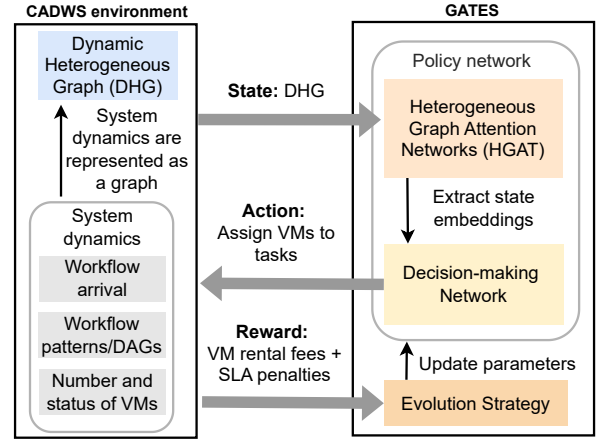 CADWS environment
Dynamic
Heterogeneous
Graph (DHG)
System
dynamics are
represented as
a graph
System
dynamics
Workflow
arrival
Workflow
patterns/DAGs
Number and
status of VMs
State: DHG
Action:
Assign VMs to
tasks
Reward:
VM rental fees +
SLA penalties
GATES
Policy network
Heterogeneous
Graph Attention
Networks (HGAT)
Extract state
embeddings
Decision-making
Network
Update parameters
Evolution Strategy